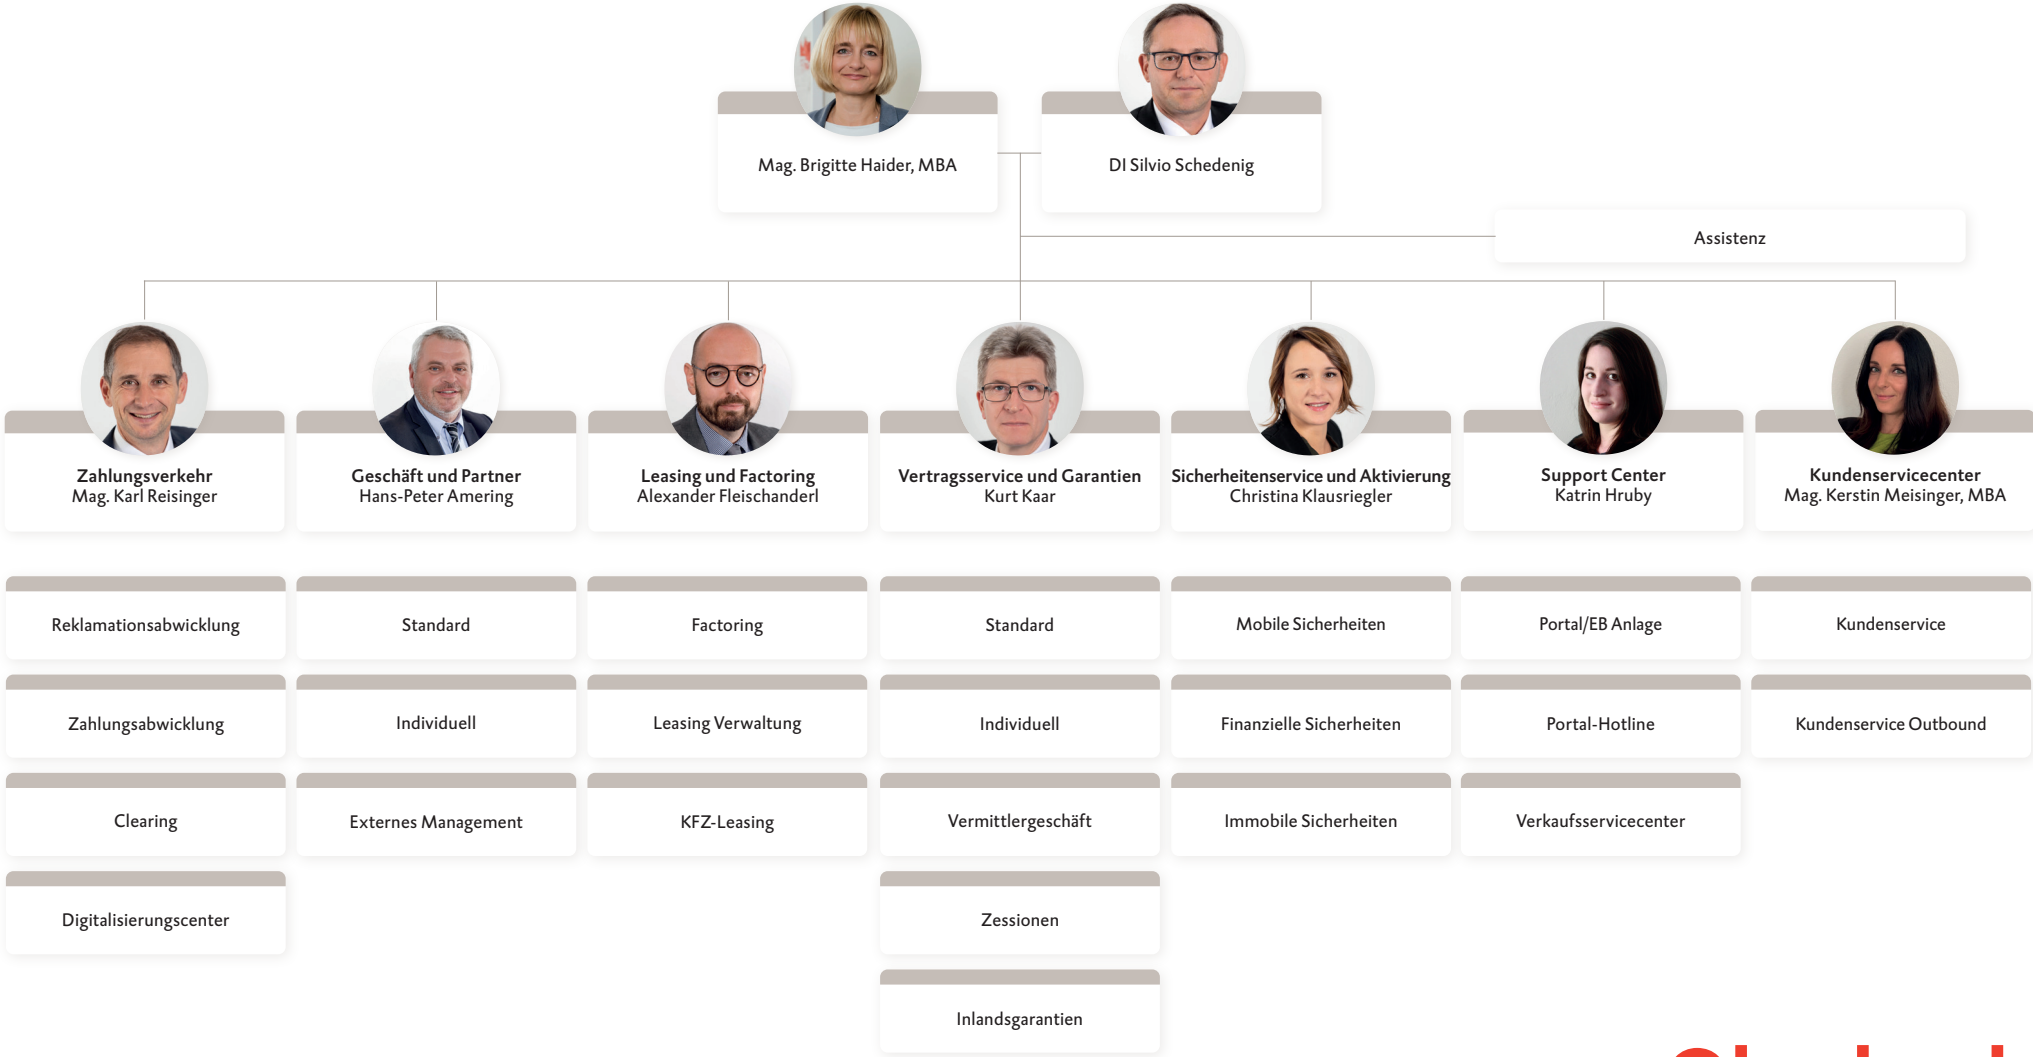 Mag. Brigitte Haider, MBA
DI Silvio Schedenig
Assistenz
Zahlungsverkehr
Mag. Karl Reisinger
Geschäft und Partner
Hans-Peter Amering
Leasing und Factoring
Alexander Fleischanderl
Vertragsservice und Garantien
Kurt Kaar
Sicherheitenservice und Aktivierung
Christina Klausriegler
Support Center
Katrin Hruby
Kundenservicecenter
Mag. Kerstin Meisinger, MBA
Reklamationsabwicklung
Standard
Factoring
Standard
Mobile Sicherheiten
Portal/EB Anlage
Kundenservice
Zahlungsabwicklung
Individuell
Leasing Verwaltung
Individuell
Finanzielle Sicherheiten
Portal-Hotline
Kundenservice Outbound
Clearing
Externes Management
KFZ-Leasing
Vermittlergeschäft
Immobile Sicherheiten
Verkaufsservicecenter
Digitalisierungscenter
Zessionen
Inlandsgarantien